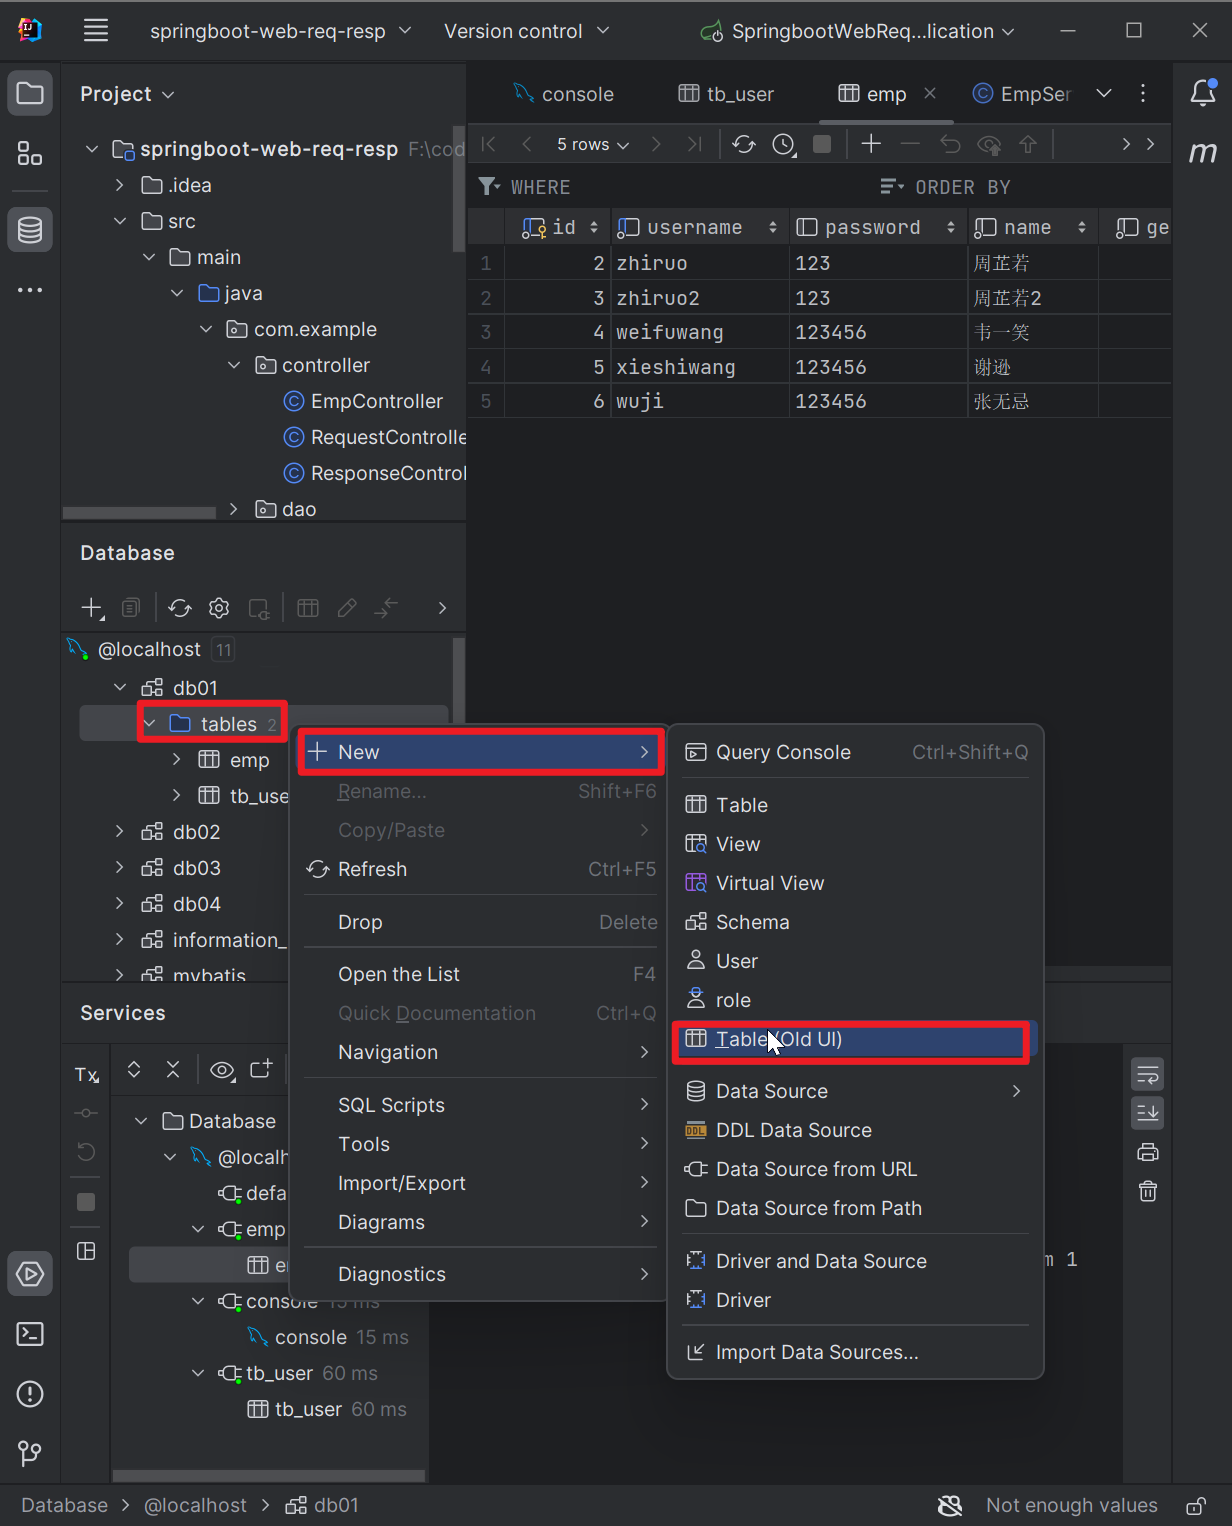 springboot-web-req-resp
Version control
SpringbootWebReq...lication
Project
springboot-web-req-resp F:\cod
.idea
src
main
java
com.example
controller
EmpController
RequestControlle
ResponseControl
dao
console
tb_user
emp
EmpSer
5 rows
WHERE
ORDER BY
id username password name ge
1 2 zhiruo 123 周芷若
2 3 zhiruo2 123 周芷若2
3 4 weifuwang 123456 韦一笑
4 5 xieshiwang 123456 谢逊
5 6 wuji 123456 张无忌
m
Database
@localhost 11
db01
tables 2
emp
tb_use
db02
db03
db04
information_
mybatis
New
Rename... Shift+F6
Copy/Paste
Refresh Ctrl+F5
Drop Delete
Open the List F4
Quick Documentation Ctrl+Q
Navigation
SQL Scripts
Tools
Import/Export
Diagrams
Diagnostics
Query Console Ctrl+Shift+Q
Table
View
Virtual View
Schema
User
role
Table (Old UI)
Data Source
DDL Data Source
Data Source from URL
Data Source from Path
Driver and Data Source
Driver
Import Data Sources...
Services
Tx
Database
@localh
defa
emp
e
console 15 ms
console 15 ms
tb_user 60 ms
tb_user 60 ms
m 1
Database > @localhost > db01
Not enough values